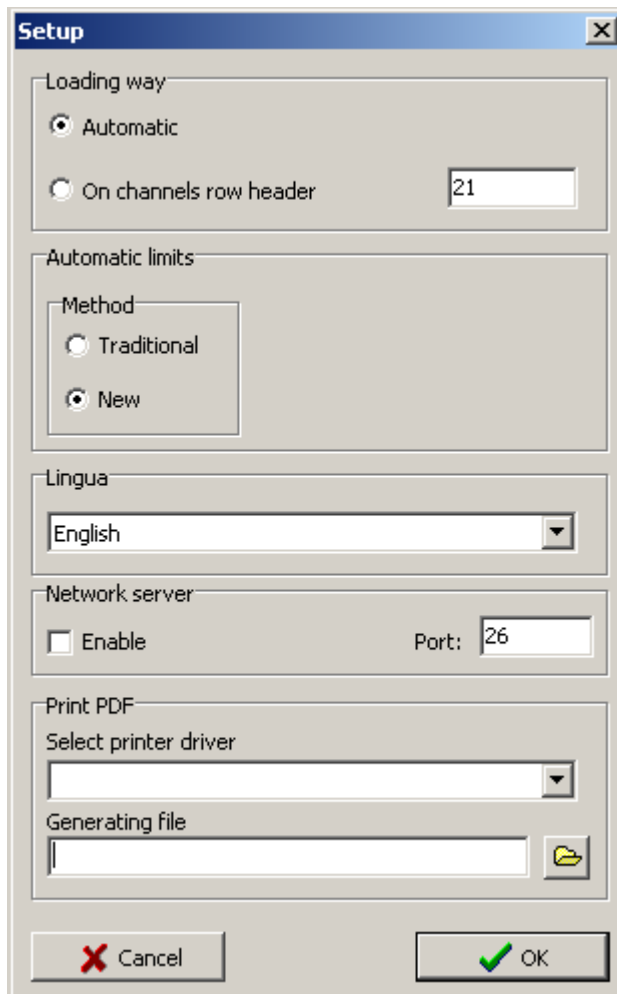 Setup
Loading way
Automatic
On channels row header 21
Automatic limits
Method
Traditional
New
Lingua
English
Network server
Enable Port: 26
Print PDF
Select printer driver
Generating file
Cancel OK